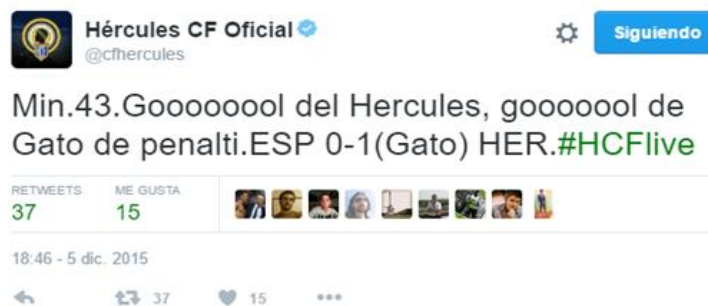 Hércules CF Oficial
@cfhercules
Siguiendo
Min.43.Gooooooool del Hercules, gooooool de
Gato de penalti.ESP 0-1(Gato) HER.#HCFlive
RETWEETS
37
ME GUSTA
15
18:46 - 5 dic. 2015
37
15